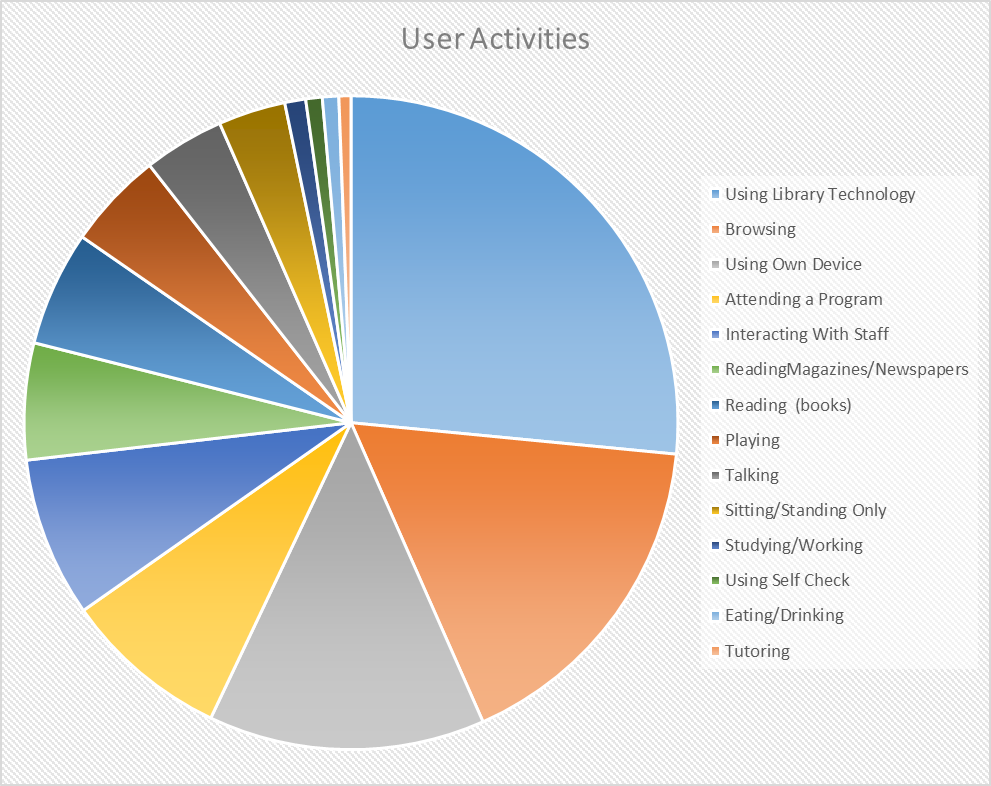 User Activities
Using Library Technology
Browsing
Using Own Device
Attending a Program
Interacting With Staff
ReadingMagazines/Newspapers
Reading  (books)
Playing
Talking
Sitting/Standing Only
Studying/Working
Using Self Check
Eating/Drinking
Tutoring